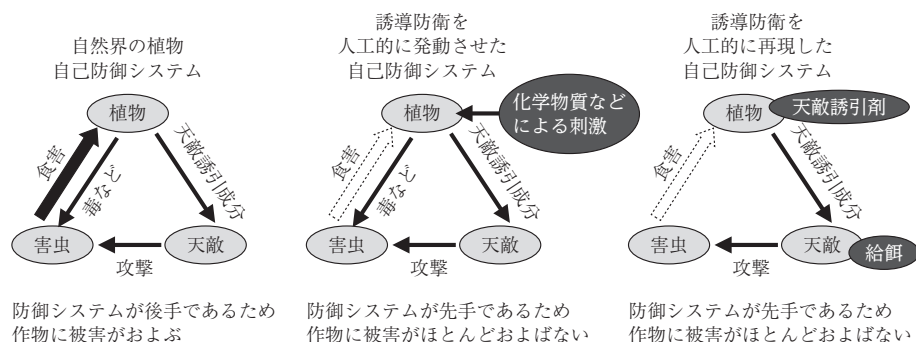 自然界の植物
自己防御システム
植物
食害
毒など
天敵誘引成分
害虫
天敵
攻撃
防御システムが後手であるため
作物に被害がおよぶ
誘導防衛を
人工的に発動させた
自己防御システム
植物
化学物質など
による刺激
食害
毒など
天敵誘引成分
害虫
天敵
攻撃
防御システムが先手であるため
作物に被害がほとんどおよばない
誘導防衛を
人工的に再現した
自己防御システム
植物
天敵誘引剤
食害
天敵誘引成分
害虫
天敵
給餌
攻撃
防御システムが先手であるため
作物に被害がほとんどおよばない